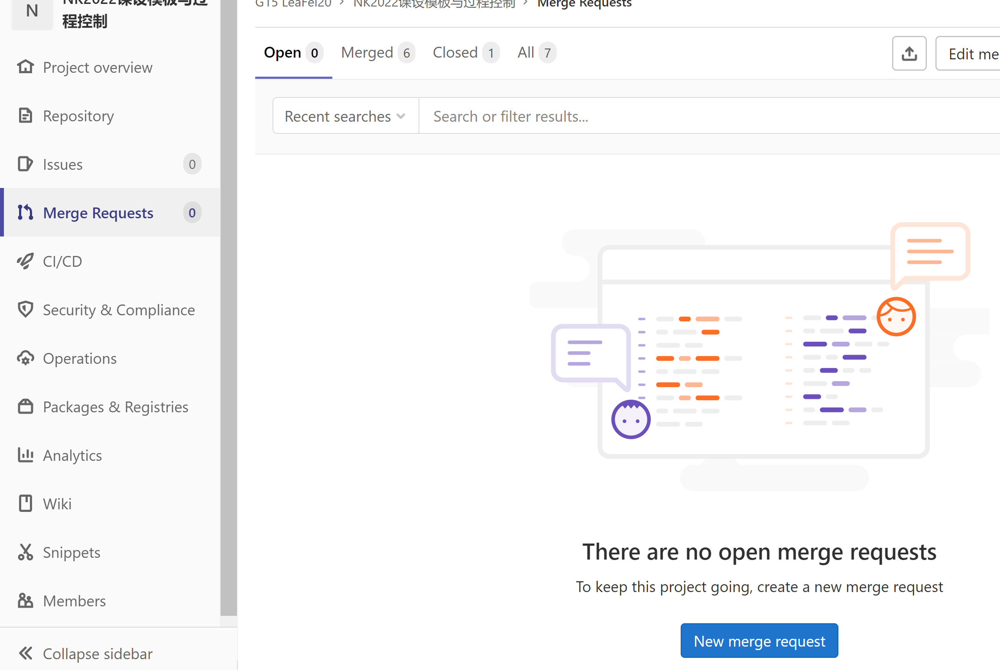 N
NK2022课设模板与过
程控制
Project overview
Repository
Issues 0
Merge Requests 0
CI/CD
Security & Compliance
Operations
Packages & Registries
Analytics
Wiki
Snippets
Members
Collapse sidebar
GT5 LeaFei20 > NK2022课设模板与过程控制 > Merge Requests
Open 0 Merged 6 Closed 1 All 7
Edit me
Recent searches
Search or filter results...
There are no open merge requests
To keep this project going, create a new merge request
New merge request